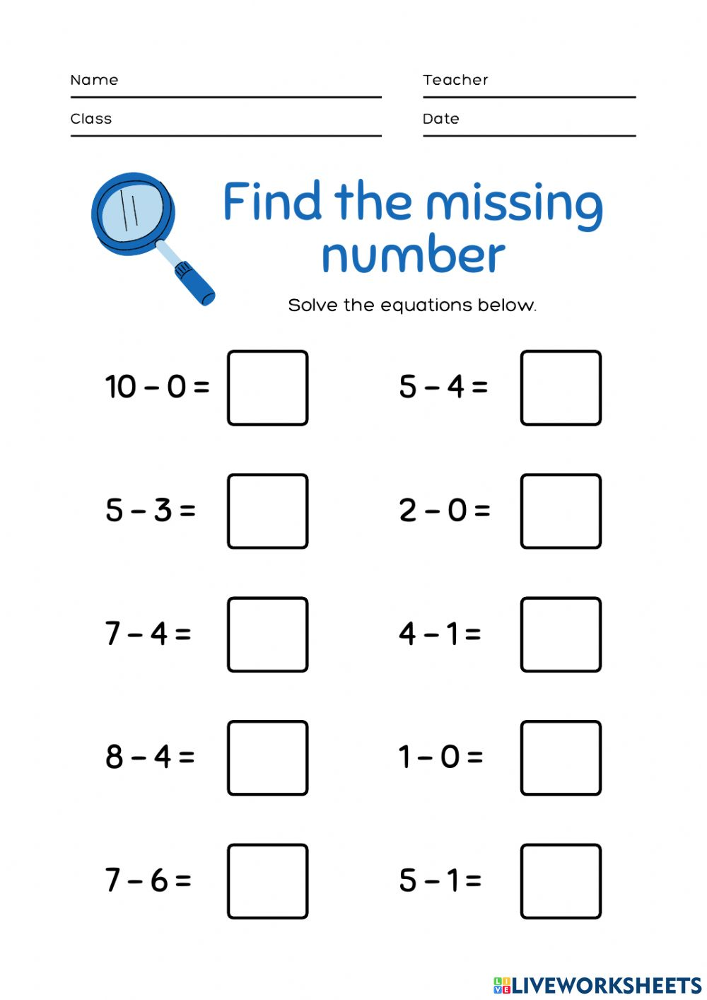 Name
Teacher
Class
Date
Find the missing
number
Solve the equations below.
10 – 0 =
5 – 4 =
5 – 3 =
2 – 0 =
7 – 4 =
4 – 1 =
8 – 4 =
1 – 0 =
7 – 6 =
5 – 1 =
LIVE LIVEWORKSHEETS